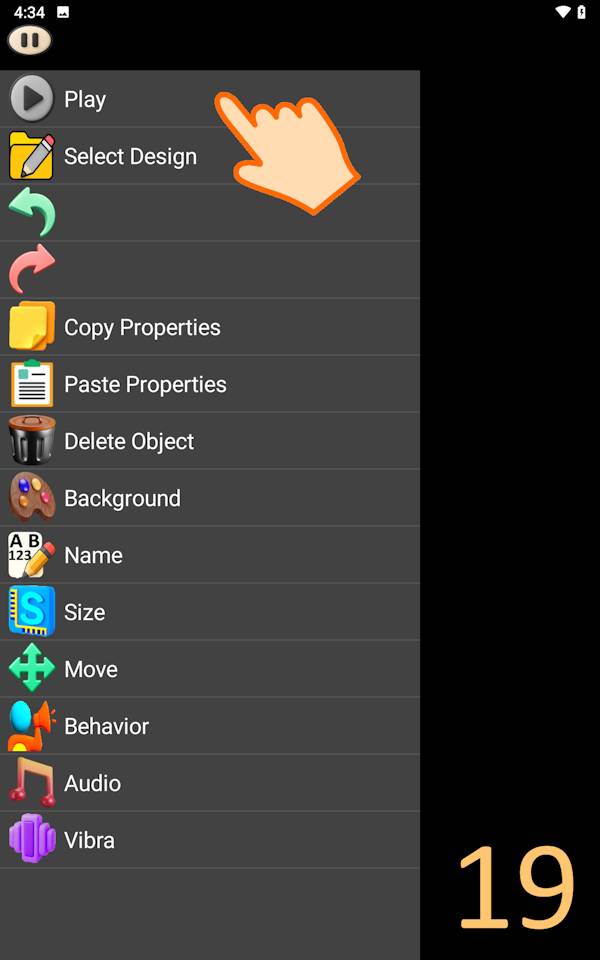 4:34
Play
Select Design
Copy Properties
Paste Properties
Delete Object
Background
A B
123
Name
S
Size
Move
Behavior
Audio
Vibra
19